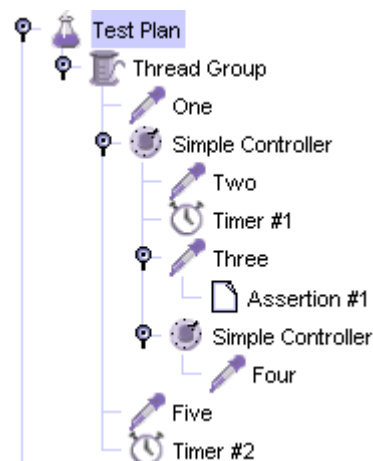 Test Plan
Thread Group
One
Simple Controller
Two
Timer #1
Three
Assertion #1
Simple Controller
Four
Five
Timer #2